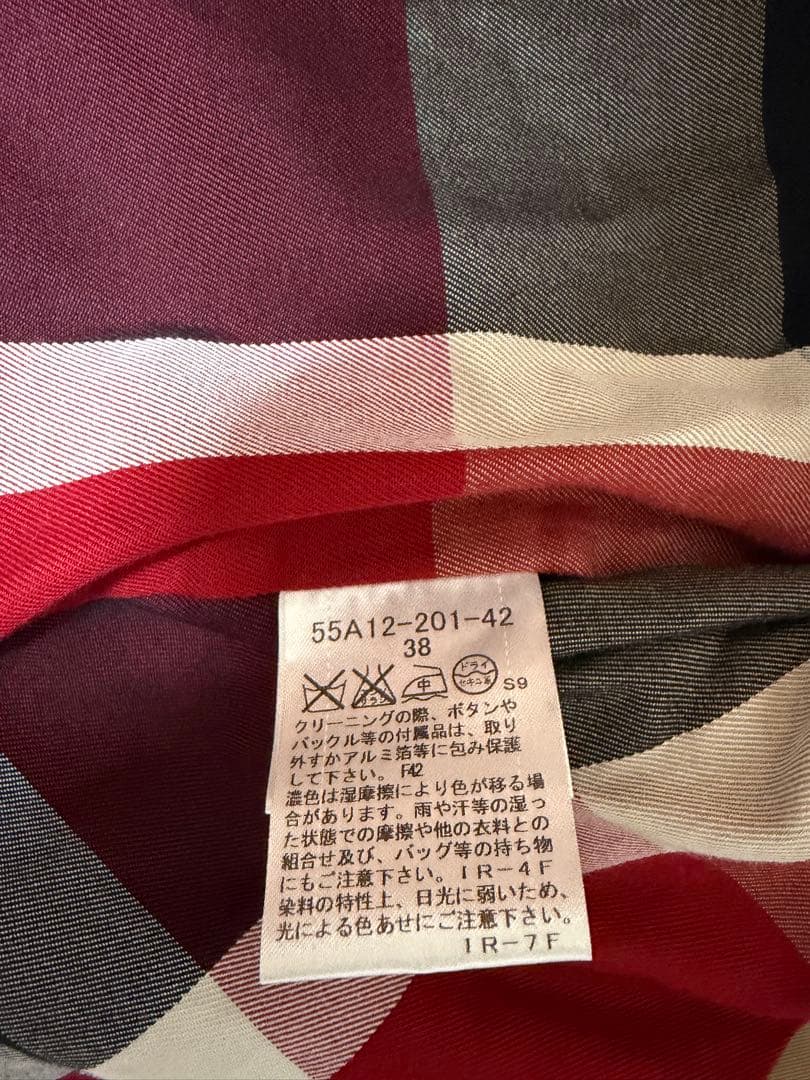 55A12-201-42
38
中
ドライ
セキユ系
S9
クリーニングの際、ボタンや
バックル等の付属品は、取り
外すかアルミ箔等に包み保護
して下さい。 F42
濃色は湿摩擦により色が移る場
合があります。雨や汗等の湿っ
た状態での摩擦や他の衣料との
組合せ及び、バッグ等の持ち物
にもご注意下さい。IR-4F
染料の特性上、日光に弱いため、
光による色あせにご注意下さい。
IR-7F